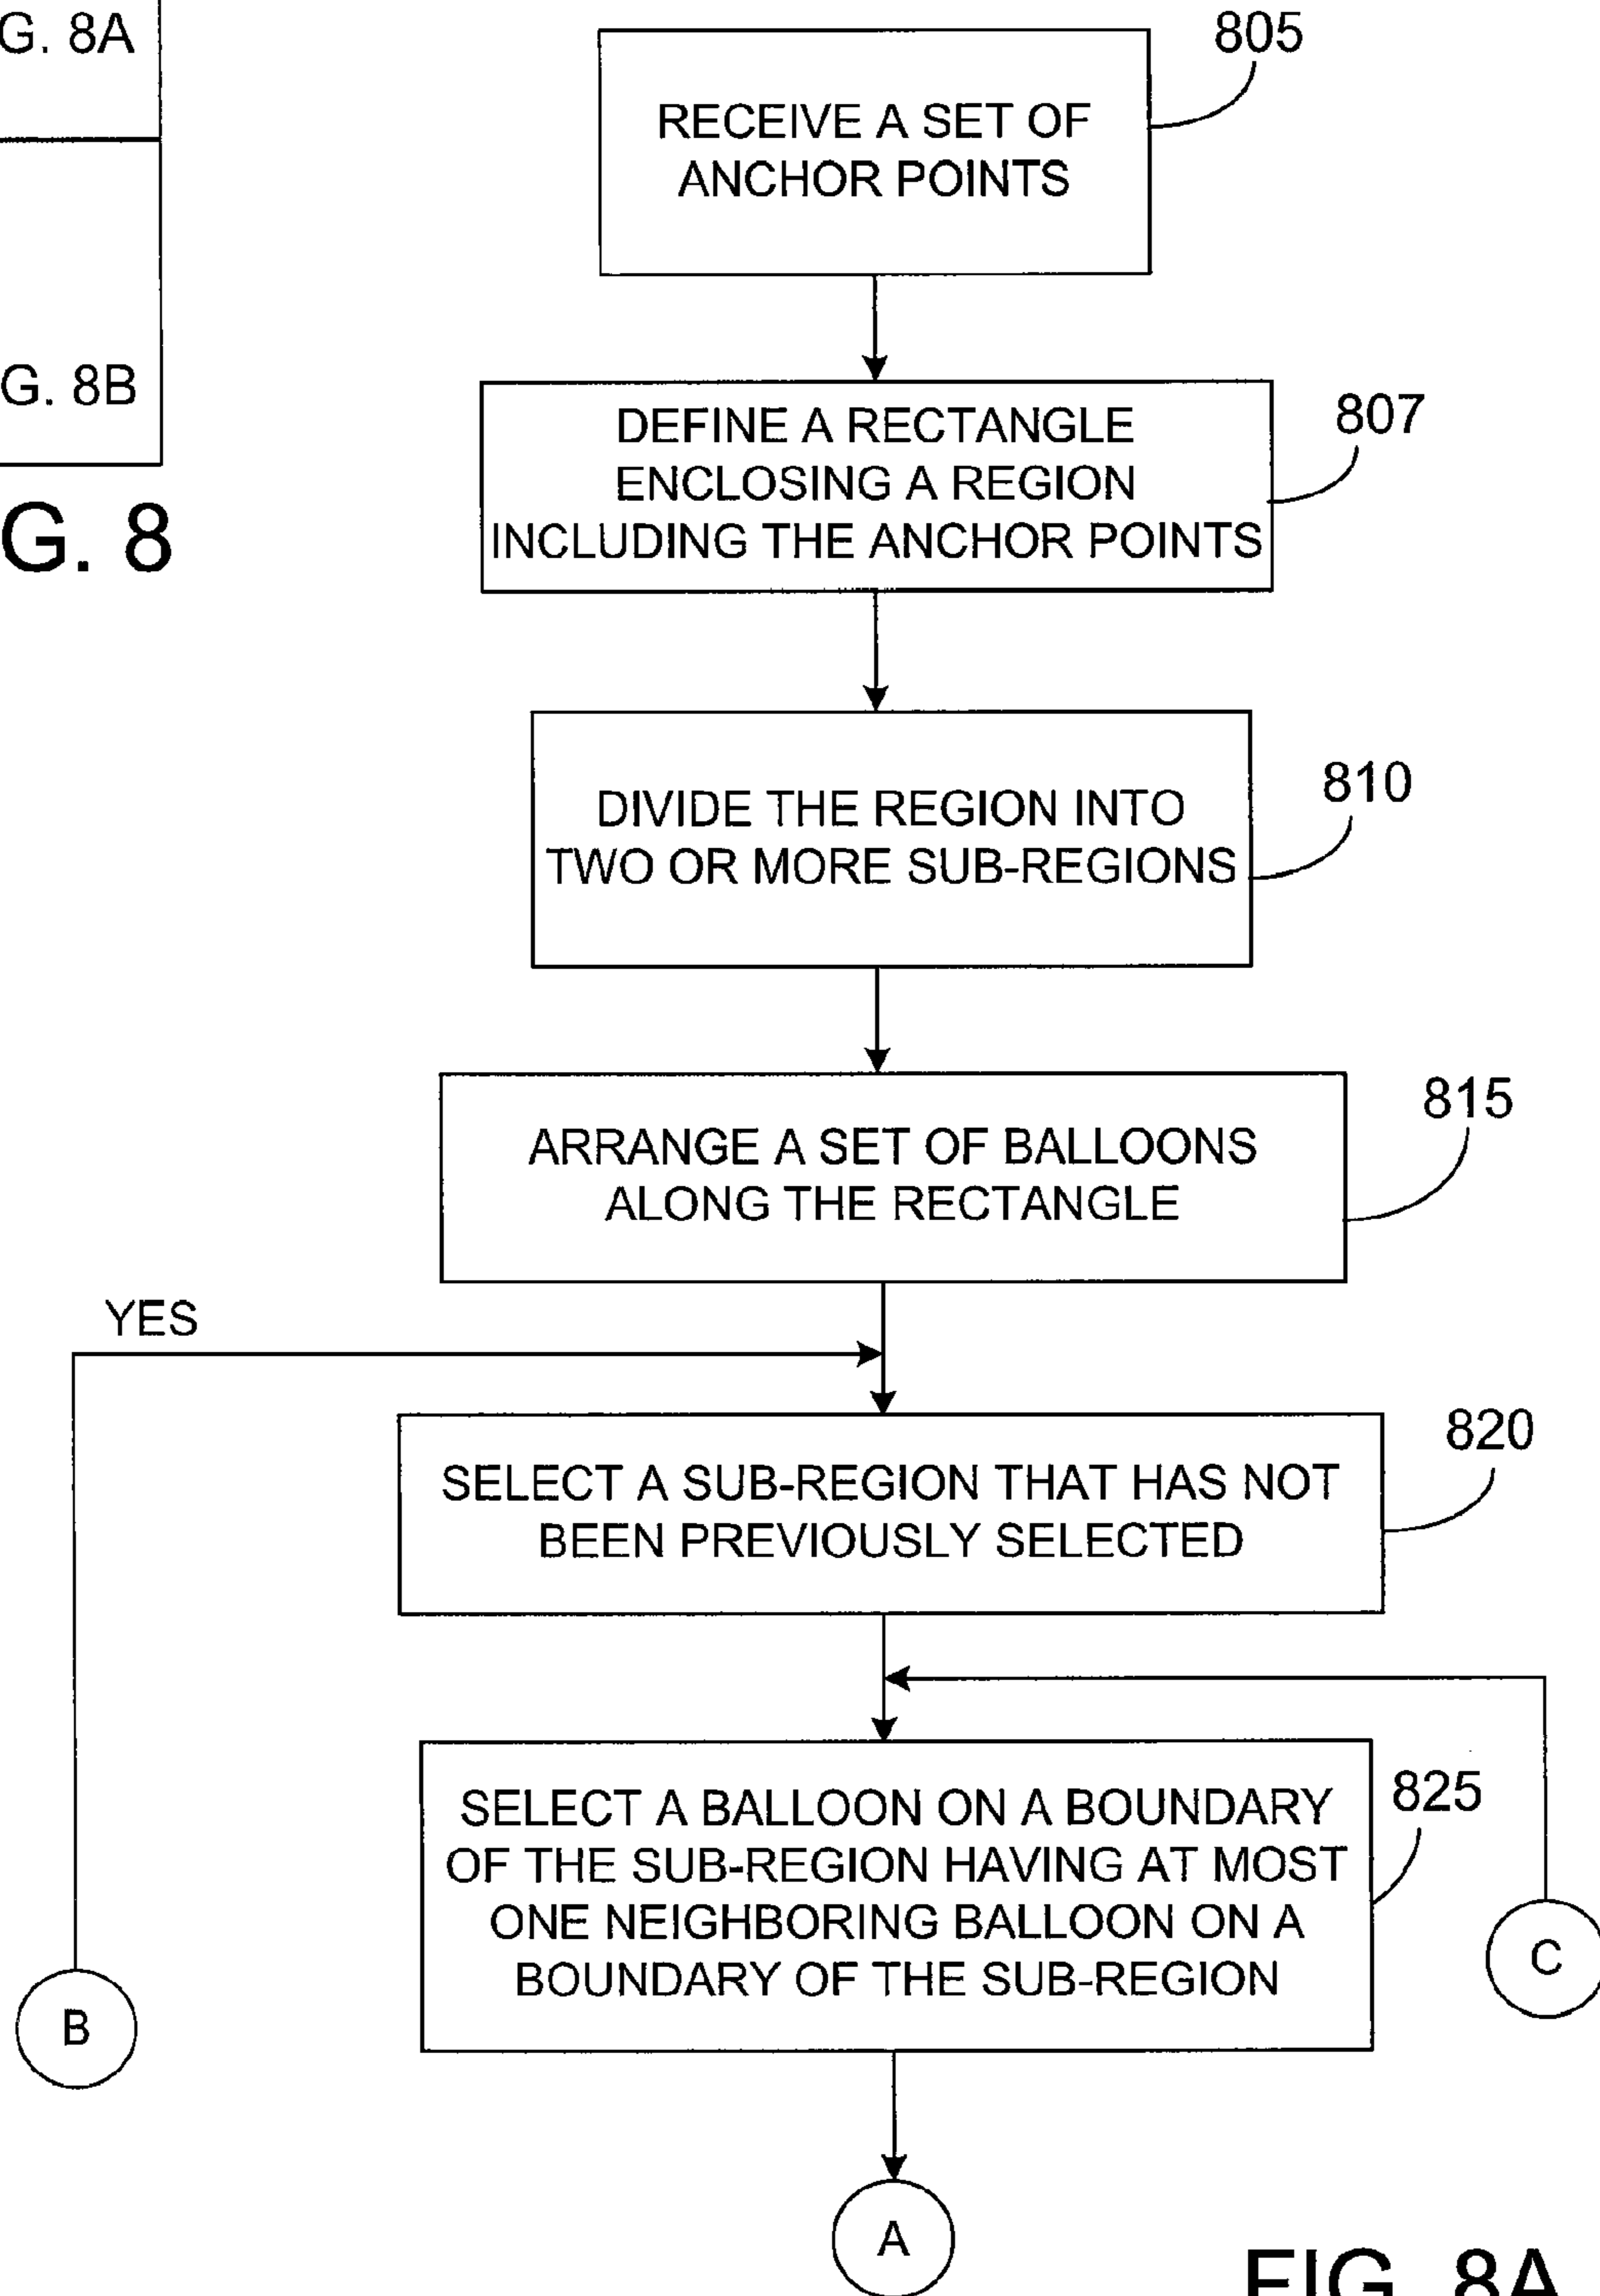 G. 8A
G. 8B
G. 8
805
RECEIVE A SET OF
ANCHOR POINTS
807
DEFINE A RECTANGLE
ENCLOSING A REGION
INCLUDING THE ANCHOR POINTS
810
DIVIDE THE REGION INTO
TWO OR MORE SUB-REGIONS
815
ARRANGE A SET OF BALLOONS
ALONG THE RECTANGLE
YES
820
SELECT A SUB-REGION THAT HAS NOT
BEEN PREVIOUSLY SELECTED
825
SELECT A BALLOON ON A BOUNDARY
OF THE SUB-REGION HAVING AT MOST
ONE NEIGHBORING BALLOON ON A
BOUNDARY OF THE SUB-REGION
C
B
A
FIG. 8A